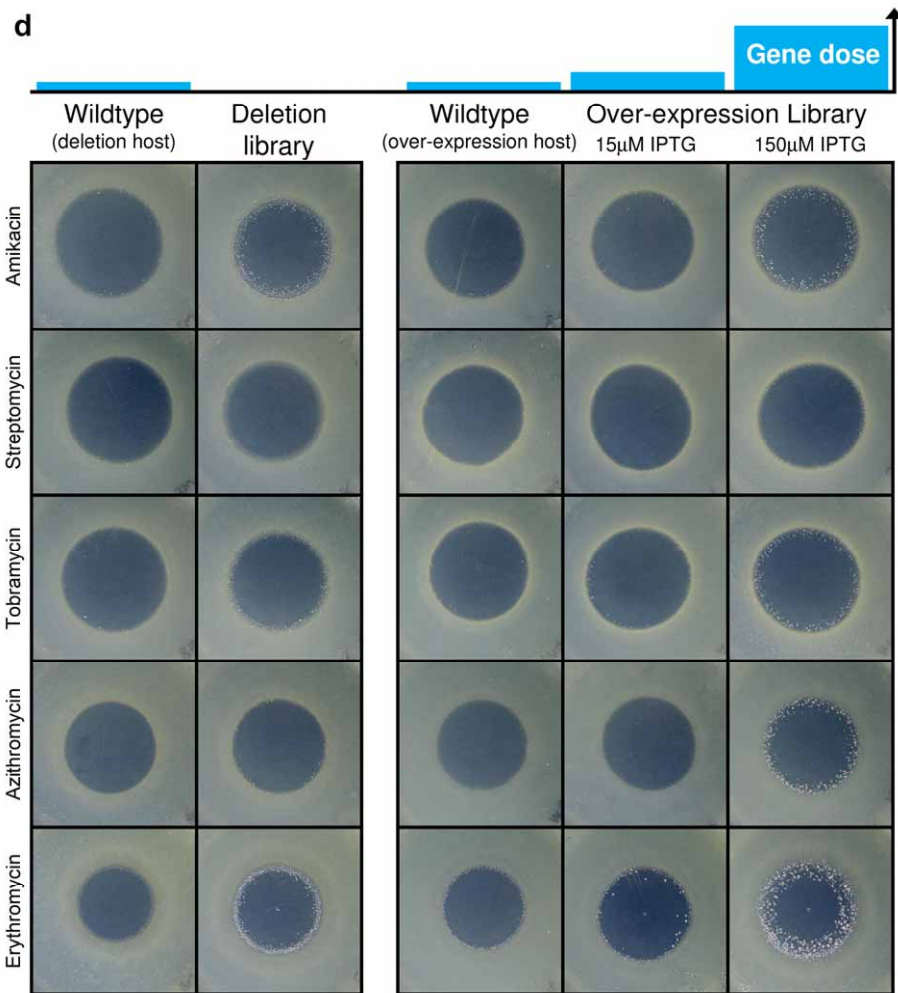 d
Gene dose
Wildtype
(deletion host)
Deletion
library
Wildtype
(over-expression host)
Over-expression Library
15µM IPTG
150µM IPTG
Amikacin
Streptomycin
Tobramycin
Azithromycin
Erythromycin